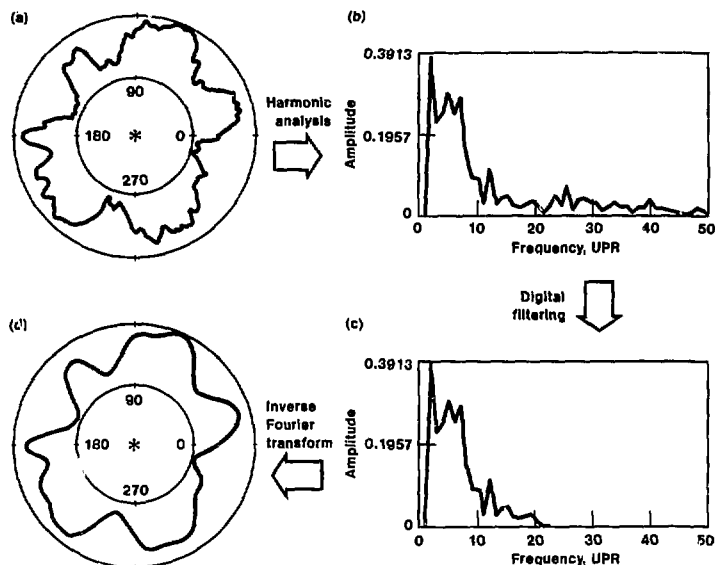 (a)
90
180 * 0
270
Harmonic
analysis
(b)
0.3913
0.1957
0
Amplitude
0 10 20 30 40 50
Frequency, UPR
Digital
filtering
(c)
0.3913
0.1957
0
Amplitude
0 10 20 30 40 50
Frequency, UPR
Inverse
Fourier
transform
(d)
90
180 * 0
270